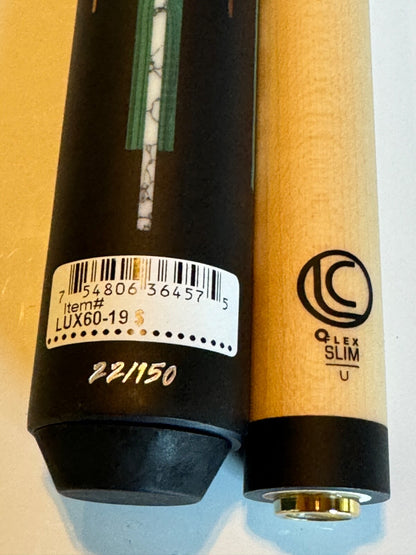 7 54806 36457 5
Item#
LUX60-19
22/150
LC
FLEX
SLIM
U